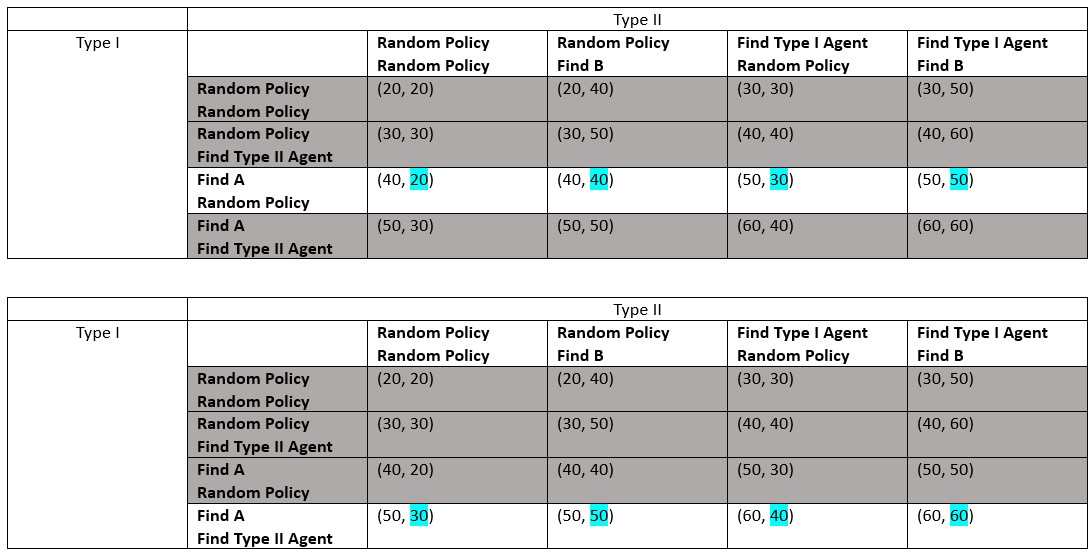 Type II
Type I
Random Policy Random Policy Find Type I Agent Find Type I Agent
Random Policy Find B Random Policy Find B
Random Policy (20, 20) (20, 40) (30, 30) (30, 50)
Random Policy
Random Policy (30, 30) (30, 50) (40, 40) (40, 60)
Find Type II Agent
Find A (40, 20) (40, 40) (50, 30) (50, 50)
Random Policy
Find A (50, 30) (50, 50) (60, 40) (60, 60)
Find Type II Agent
Type II
Type I
Random Policy Random Policy Find Type I Agent Find Type I Agent
Random Policy Find B Random Policy Find B
Random Policy (20, 20) (20, 40) (30, 30) (30, 50)
Random Policy
Random Policy (30, 30) (30, 50) (40, 40) (40, 60)
Find Type II Agent
Find A (40, 20) (40, 40) (50, 30) (50, 50)
Random Policy
Find A (50, 30) (50, 50) (60, 40) (60, 60)
Find Type II Agent